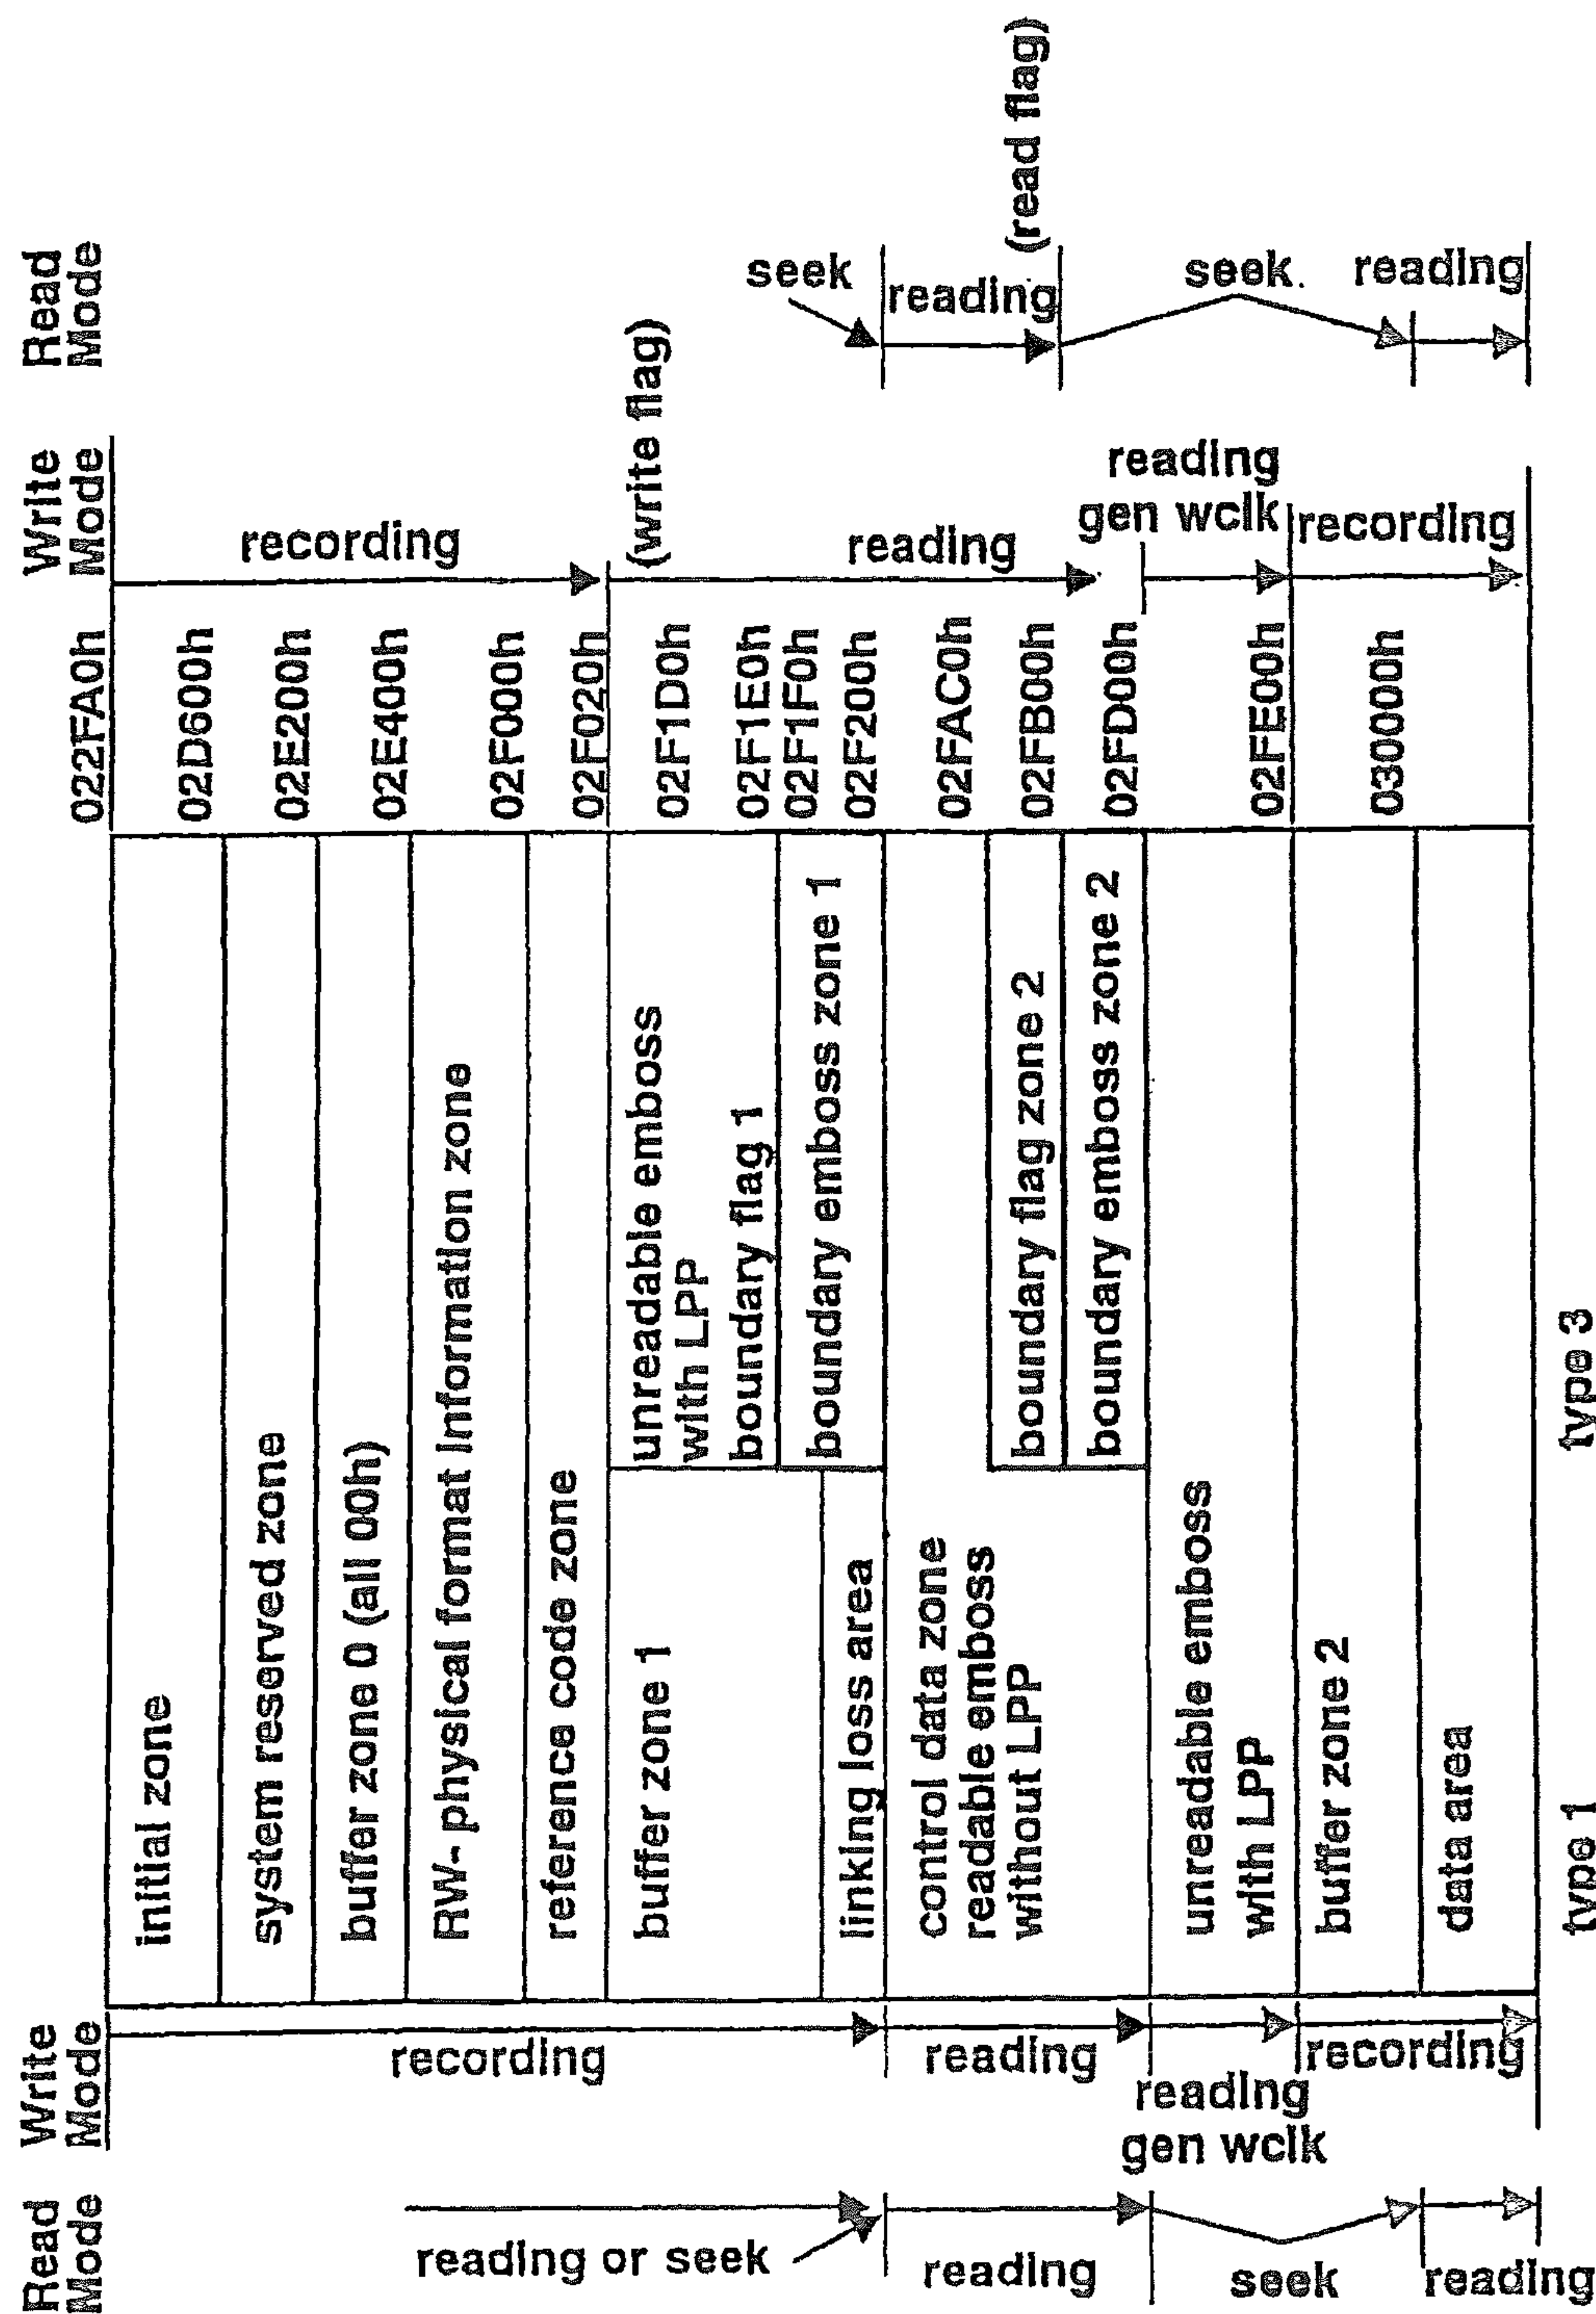 Read
Mode
Write
Mode
recording
reading
reading
gen wclk
recording
reading or seek
reading
seek
reading
initial zone
system reserved zone
buffer zone 0 (all 00h)
RW-physical format Information zone
reference code zone
buffer zone 1
linking loss area
unreadable emboss
with LPP
boundary flag 1
boundary emboss zone 1
control data zone
readable emboss
without LPP
boundary flag zone 2
boundary emboss zone 2
unreadable emboss
with LPP
buffer zone 2
data area
type 1
type 3
022FA0h
02D600h
02E200h
02E400h
02F000h
02F020h
02F1D0h
02F1E0h
02F1F0h
02F200h
02FAC0h
02FB00h
02FD00h
02FE00h
030000h
Write
Mode
recording
(write flag)
reading
reading
gen wclk
recording
Read
Mode
seek
reading
(read flag)
seek.
reading